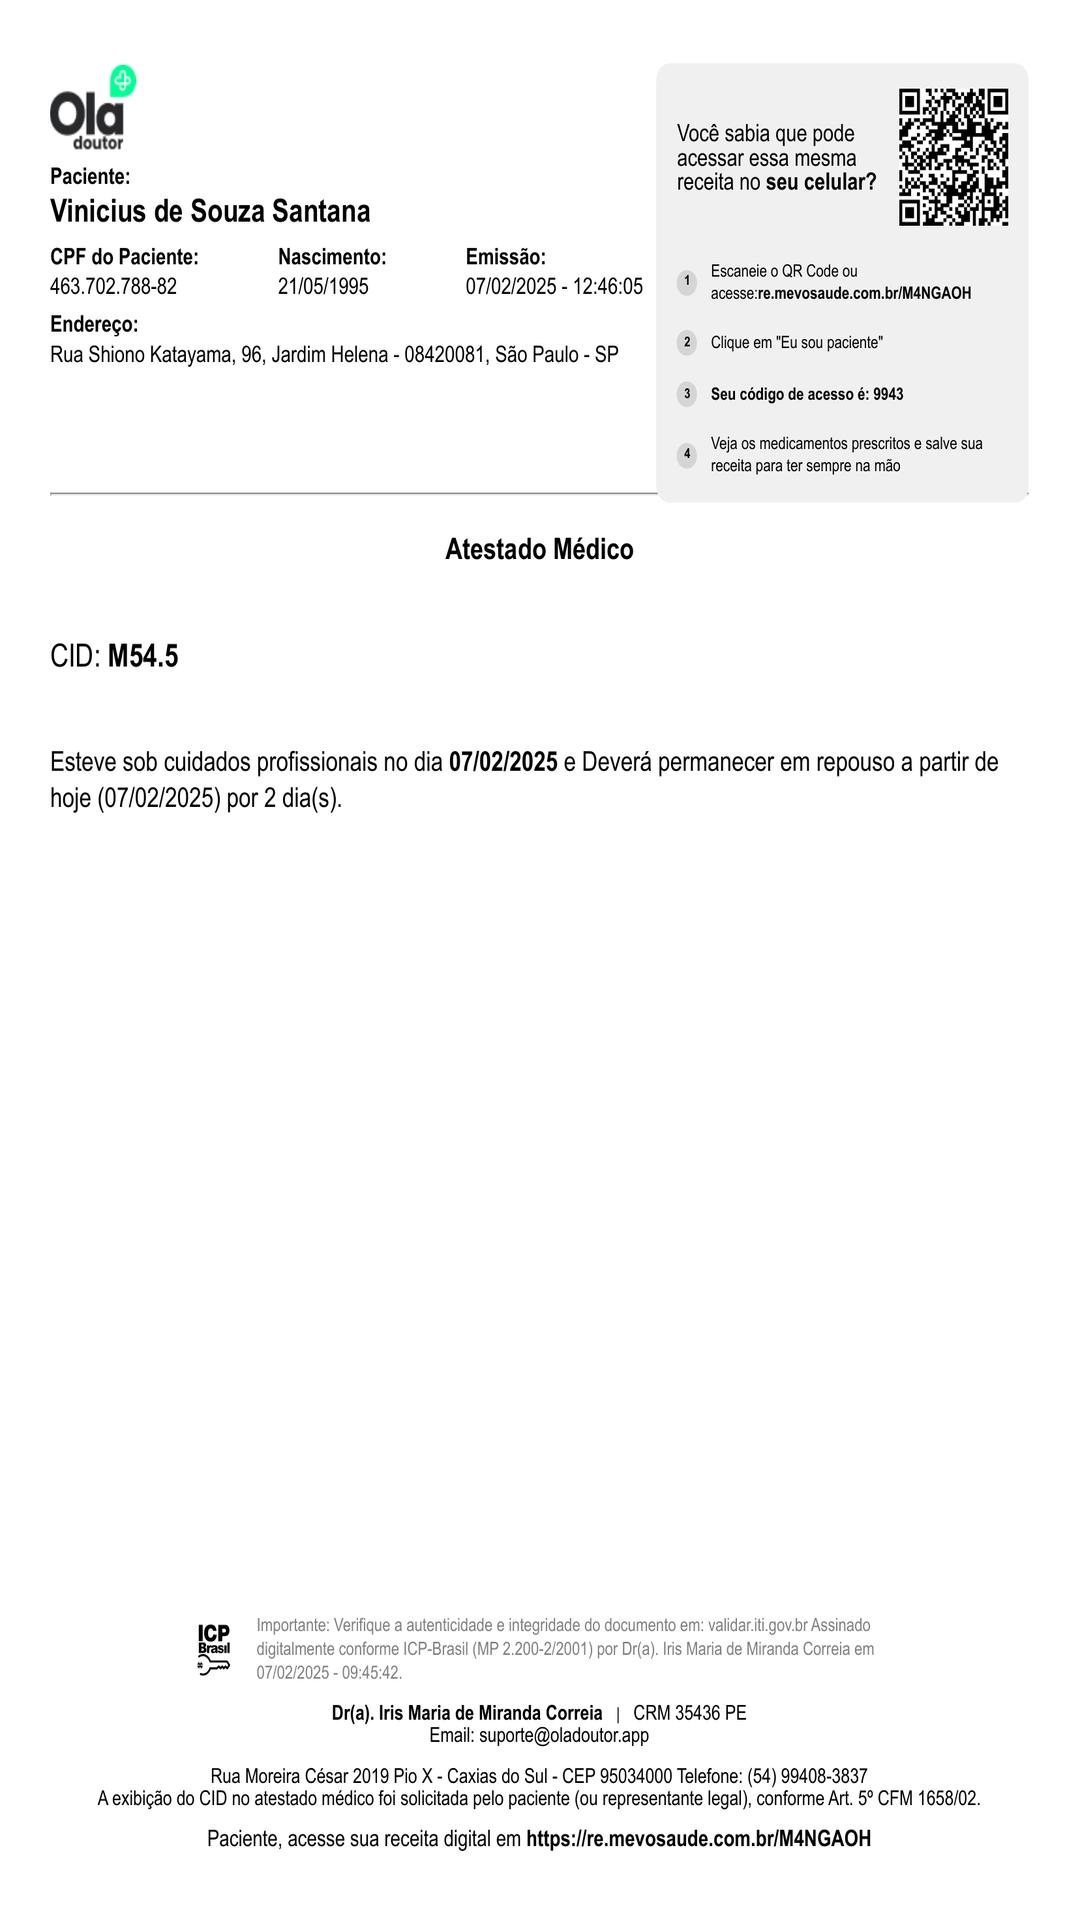 Ola
doutor
Paciente:
Vinicius de Souza Santana
CPF do Paciente: Nascimento: Emissão:
463.702.788-82 21/05/1995 07/02/2025 - 12:46:05
Endereço:
Rua Shiono Katayama, 96, Jardim Helena - 08420081, São Paulo - SP
Você sabia que pode
acessar essa mesma
receita no seu celular?
1 Escaneie o QR Code ou
acesse:re.mevosaude.com.br/M4NGAOH
2 Clique em "Eu sou paciente"
3 Seu código de acesso é: 9943
4 Veja os medicamentos prescritos e salve sua
receita para ter sempre na mão
Atestado Médico
CID: M54.5
Esteve sob cuidados profissionais no dia 07/02/2025 e Deverá permanecer em repouso a partir de
hoje (07/02/2025) por 2 dia(s).
ICP
Brasil
Importante: Verifique a autenticidade e integridade do documento em: validar.iti.gov.br Assinado
digitalmente conforme ICP-Brasil (MP 2.200-2/2001) por Dr(a). Iris Maria de Miranda Correia em
07/02/2025 - 09:45:42.
Dr(a). Iris Maria de Miranda Correia | CRM 35436 PE
Email: suporte@oladoutor.app
Rua Moreira César 2019 Pio X - Caxias do Sul - CEP 95034000 Telefone: (54) 99408-3837
A exibição do CID no atestado médico foi solicitada pelo paciente (ou representante legal), conforme Art. 5º CFM 1658/02.
Paciente, acesse sua receita digital em https://re.mevosaude.com.br/M4NGAOH